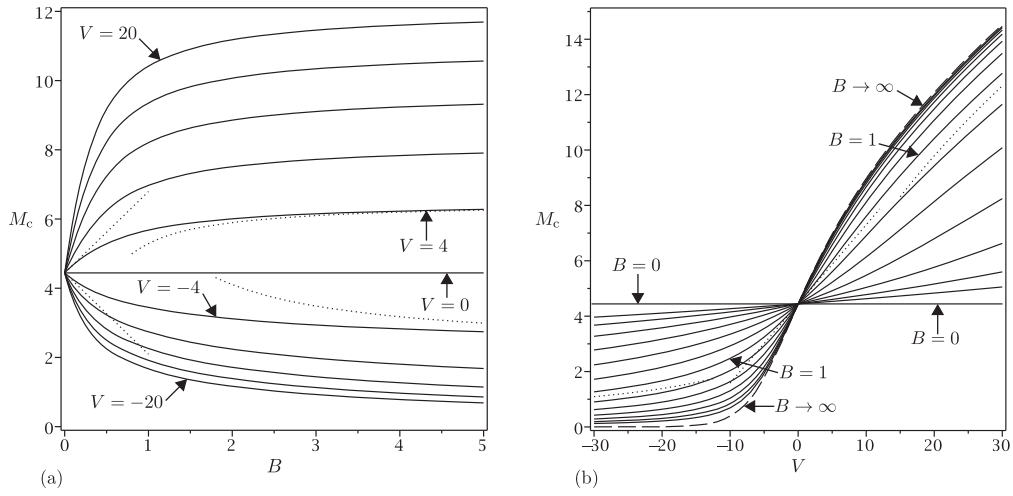 12
10
8
6
4
2
0
M_c
V = 20
V = 4
V = 0
V = −4
V = −20
0 1 2 3 4 5
B
(a)
14
12
10
8
6
4
2
0
M_c
B → ∞
B = 1
B = 0
B = 0
B = 1
B → ∞
−30 −20 −10 0 10 20 30
V
(b)